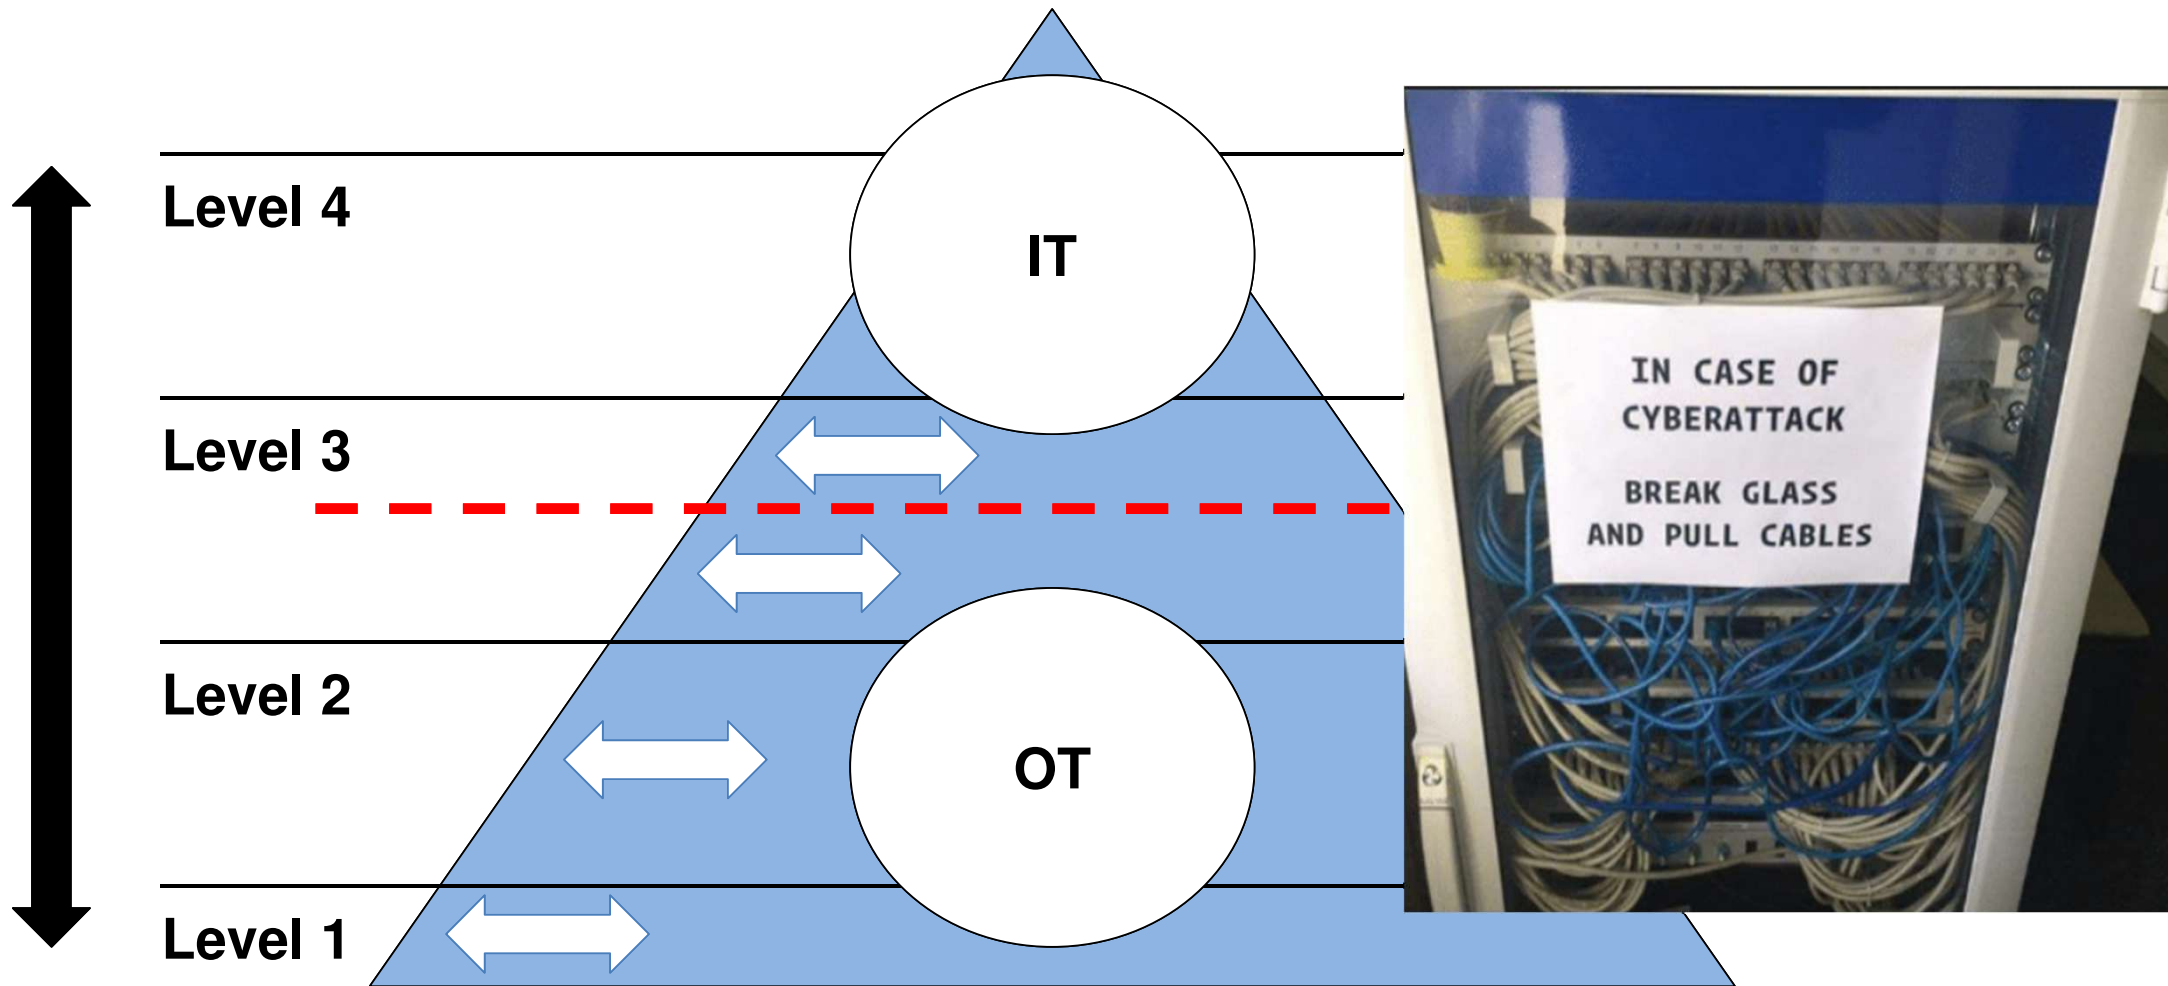 Level 4
IT
Level 3
Level 2
OT
Level 1
IN CASE OF
CYBERATTACK
BREAK GLASS
AND PULL CABLES